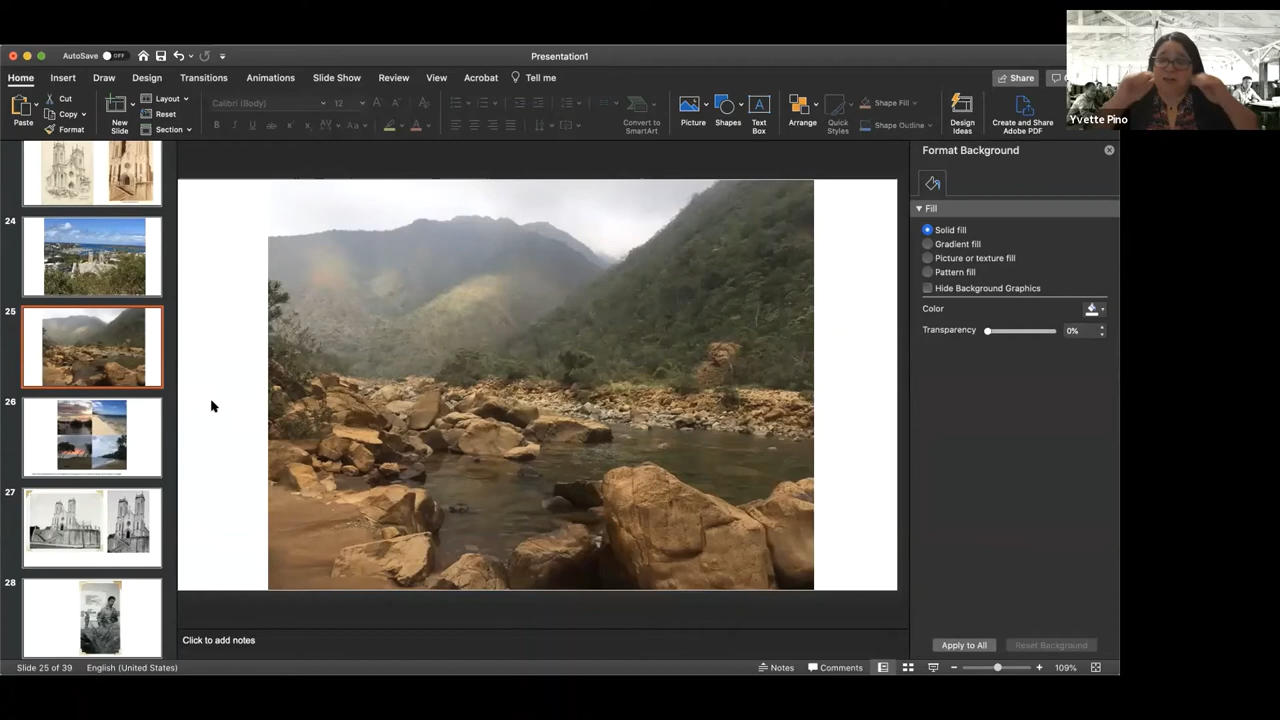 AutoSave OFF
Presentation1
Home Insert Draw Design Transitions Animations Slide Show Review View Acrobat Tell me
Share
Paste
Cut
Copy
Format
New Slide
Layout
Reset
Section
Calibri (Body) 12
Convert to SmartArt
Picture
Shapes
Text Box
Arrange
Quick Styles
Shape Fill
Shape Outline
Design Ideas
Create and Share Adobe PDF
Yvette Pino
24
25
26
27
28
Format Background
Fill
Solid fill
Gradient fill
Picture or texture fill
Pattern fill
Hide Background Graphics
Color
Transparency 0%
Click to add notes
Apply to All
Reset Background
Slide 25 of 39 English (United States)
Notes Comments 109%